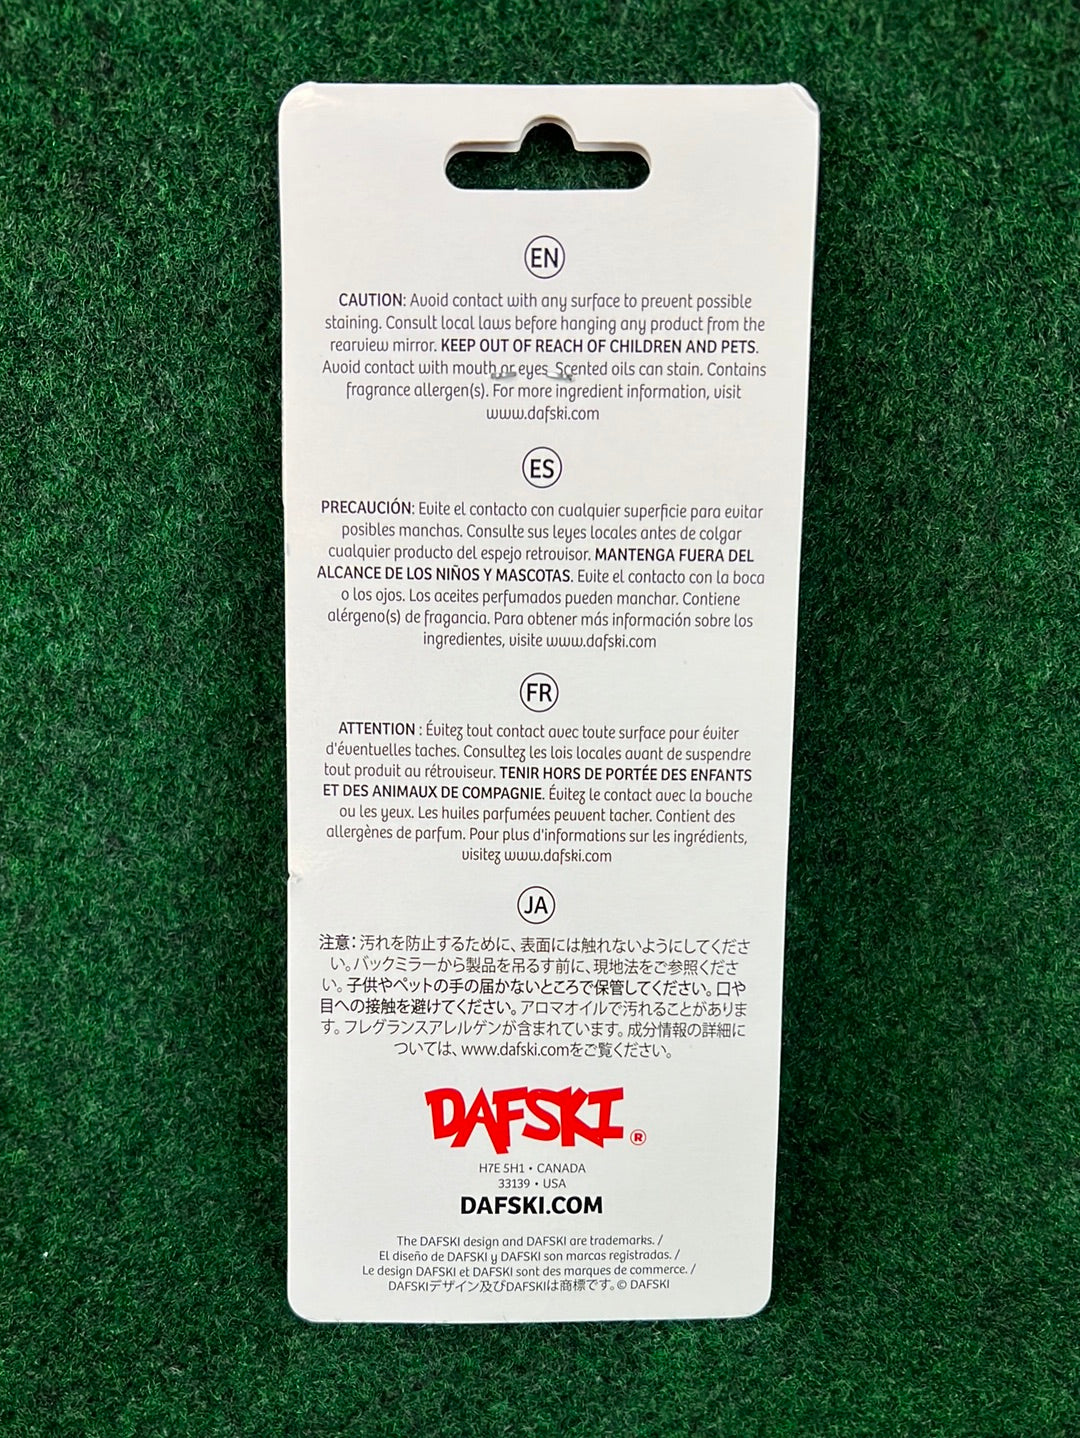 EN
CAUTION: Avoid contact with any surface to prevent possible
staining. Consult local laws before hanging any product from the
rearview mirror. KEEP OUT OF REACH OF CHILDREN AND PETS.
Avoid contact with mouth or eyes. Scented oils can stain. Contains
fragrance allergen(s). For more ingredient information, visit
www.dafski.com
ES
PRECAUCIÓN: Evite el contacto con cualquier superficie para evitar
posibles manchas. Consulte sus leyes locales antes de colgar
cualquier producto del espejo retrovisor. MANTENGA FUERA DEL
ALCANCE DE LOS NIÑOS Y MASCOTAS. Evite el contacto con la boca
o los ojos. Los aceites perfumados pueden manchar. Contiene
alérgeno(s) de fragancia. Para obtener más información sobre los
ingredientes, visite www.dafski.com
FR
ATTENTION : Évitez tout contact avec toute surface pour éviter
d'éventuelles taches. Consultez les lois locales avant de suspendre
tout produit au rétroviseur. TENIR HORS DE PORTÉE DES ENFANTS
ET DES ANIMAUX DE COMPAGNIE. Évitez le contact avec la bouche
ou les yeux. Les huiles parfumées peuvent tacher. Contient des
allergènes de parfum. Pour plus d'informations sur les ingrédients,
visitez www.dafski.com
JA
注意：汚れを防止するために、表面には触れないようにしてくださ
い。バックミラーから製品を吊るす前に、現地法をご参照くださ
い。子供やペットの手の届かないところで保管してください。口や
目への接触を避けてください。アロマオイルで汚れることがありま
す。フレグランスアレルゲンが含まれています。成分情報の詳細に
ついては、www.dafski.comをご覧ください。
DAFSKI®
H7E 5H1 • CANADA
33139 • USA
DAFSKI.COM
The DAFSKI design and DAFSKI are trademarks. /
El diseño de DAFSKI y DAFSKI son marcas registradas. /
Le design DAFSKI et DAFSKI sont des marques de commerce. /
DAFSKIデザイン及びDAFSKIは商標です。© DAFSKI